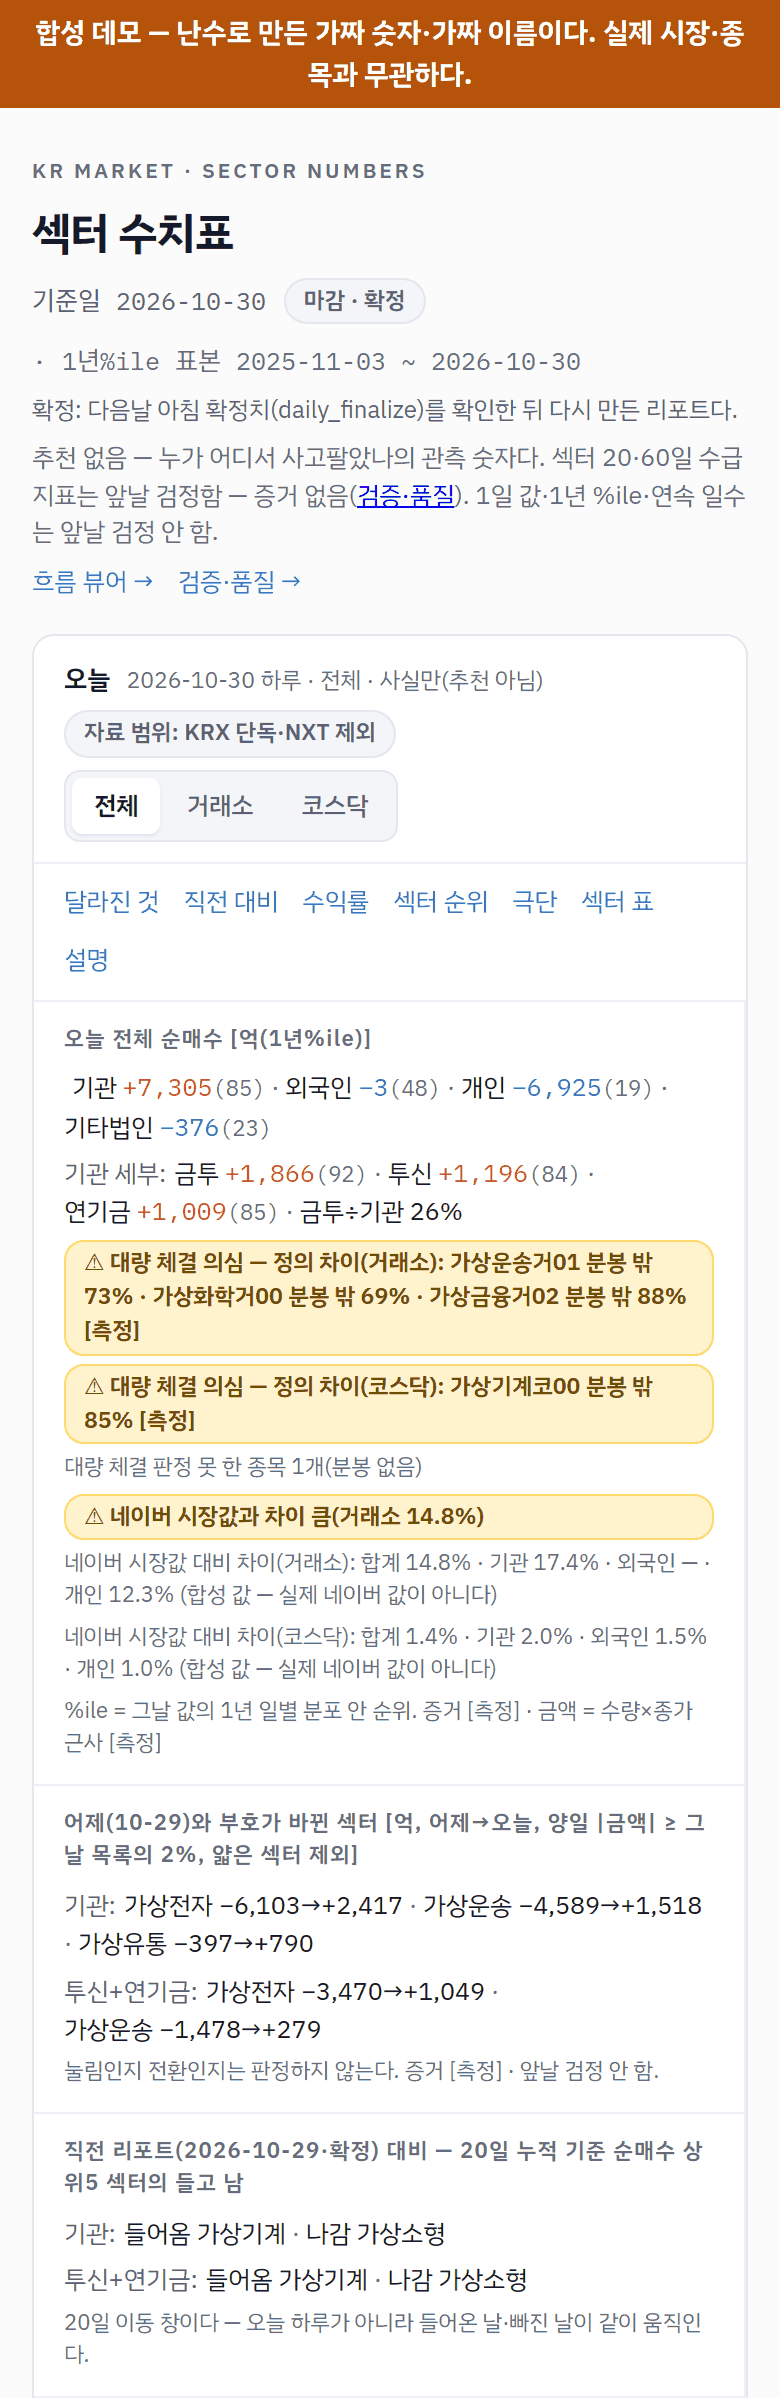 합성 데모 — 난수로 만든 가짜 숫자·가짜 이름이다. 실제 시장·종
목과 무관하다.
KR MARKET · SECTOR NUMBERS
섹터 수치표
기준일 2026-10-30 마감·확정
· 1년%ile 표본 2025-11-03 ~ 2026-10-30
확정: 다음날 아침 확정치(daily_finalize)를 확인한 뒤 다시 만든 리포트다.
추천 없음 — 누가 어디서 사고팔았나의 관측 숫자다. 섹터 20·60일 수급
지표는 앞날 검정함 — 증거 없음(검증·품질). 1일 값·1년 %ile·연속 일수
는 앞날 검정 안 함.
흐름 뷰어 → 검증·품질 →
오늘 2026-10-30 하루 · 전체 · 사실만(추천 아님)
자료 범위: KRX 단독·NXT 제외
전체 거래소 코스닥
달라진 것 직전 대비 수익률 섹터 순위 극단 섹터 표
설명
오늘 전체 순매수 [억(1년%ile)]
기관 +7,305(85) · 외국인 −3(48) · 개인 −6,925(19) ·
기타법인 −376(23)
기관 세부: 금투 +1,866(92) · 투신 +1,196(84) ·
연기금 +1,009(85) · 금투÷기관 26%
⚠ 대량 체결 의심 — 정의 차이(거래소): 가상운송거01 분봉 밖
73% · 가상화학거00 분봉 밖 69% · 가상금융거02 분봉 밖 88%
[측정]
⚠ 대량 체결 의심 — 정의 차이(코스닥): 가상기계코00 분봉 밖
85% [측정]
대량 체결 판정 못 한 종목 1개(분봉 없음)
⚠ 네이버 시장값과 차이 큼(거래소 14.8%)
네이버 시장값 대비 차이(거래소): 합계 14.8% · 기관 17.4% · 외국인 — ·
개인 12.3% (합성 값 — 실제 네이버 값이 아니다)
네이버 시장값 대비 차이(코스닥): 합계 1.4% · 기관 2.0% · 외국인 1.5%
· 개인 1.0% (합성 값 — 실제 네이버 값이 아니다)
%ile = 그날 값의 1년 일별 분포 안 순위. 증거 [측정] · 금액 = 수량×종가
근사 [측정]
어제(10-29)와 부호가 바뀐 섹터 [억, 어제→오늘, 양일 |금액| ≥ 그
날 목록의 2%, 얇은 섹터 제외]
기관: 가상전자 −6,103→+2,417 · 가상운송 −4,589→+1,518
· 가상유통 −397→+790
투신+연기금: 가상전자 −3,470→+1,049 ·
가상운송 −1,478→+279
눌림인지 전환인지는 판정하지 않는다. 증거 [측정] · 앞날 검정 안 함.
직전 리포트(2026-10-29·확정) 대비 — 20일 누적 기준 순매수 상
위5 섹터의 들고 남
기관: 들어옴 가상기계 · 나감 가상소형
투신+연기금: 들어옴 가상기계 · 나감 가상소형
20일 이동 창이다 — 오늘 하루가 아니라 들어온 날·빠진 날이 같이 움직인
다.